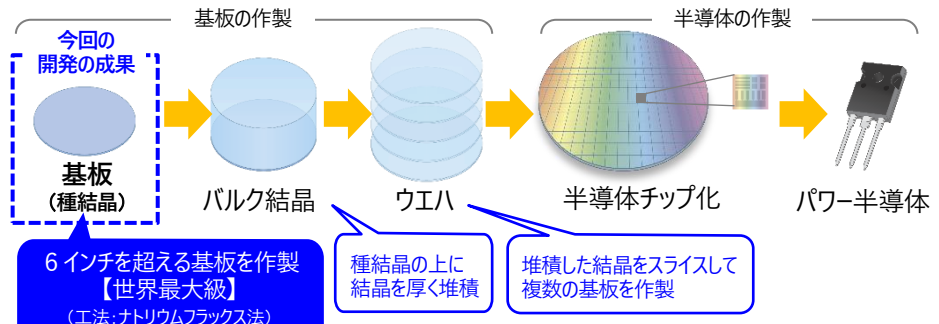 基板の作製
半導体の作製
今回の
開発の成果
基板
(種結晶)
バルク結晶
ウエハ
半導体チップ化
パワー半導体
6インチを超える基板を作製
【世界最大級】
(工法:ナトリウムフラックス法)
種結晶の上に
結晶を厚く堆積
堆積した結晶をスライスして
複数の基板を作製